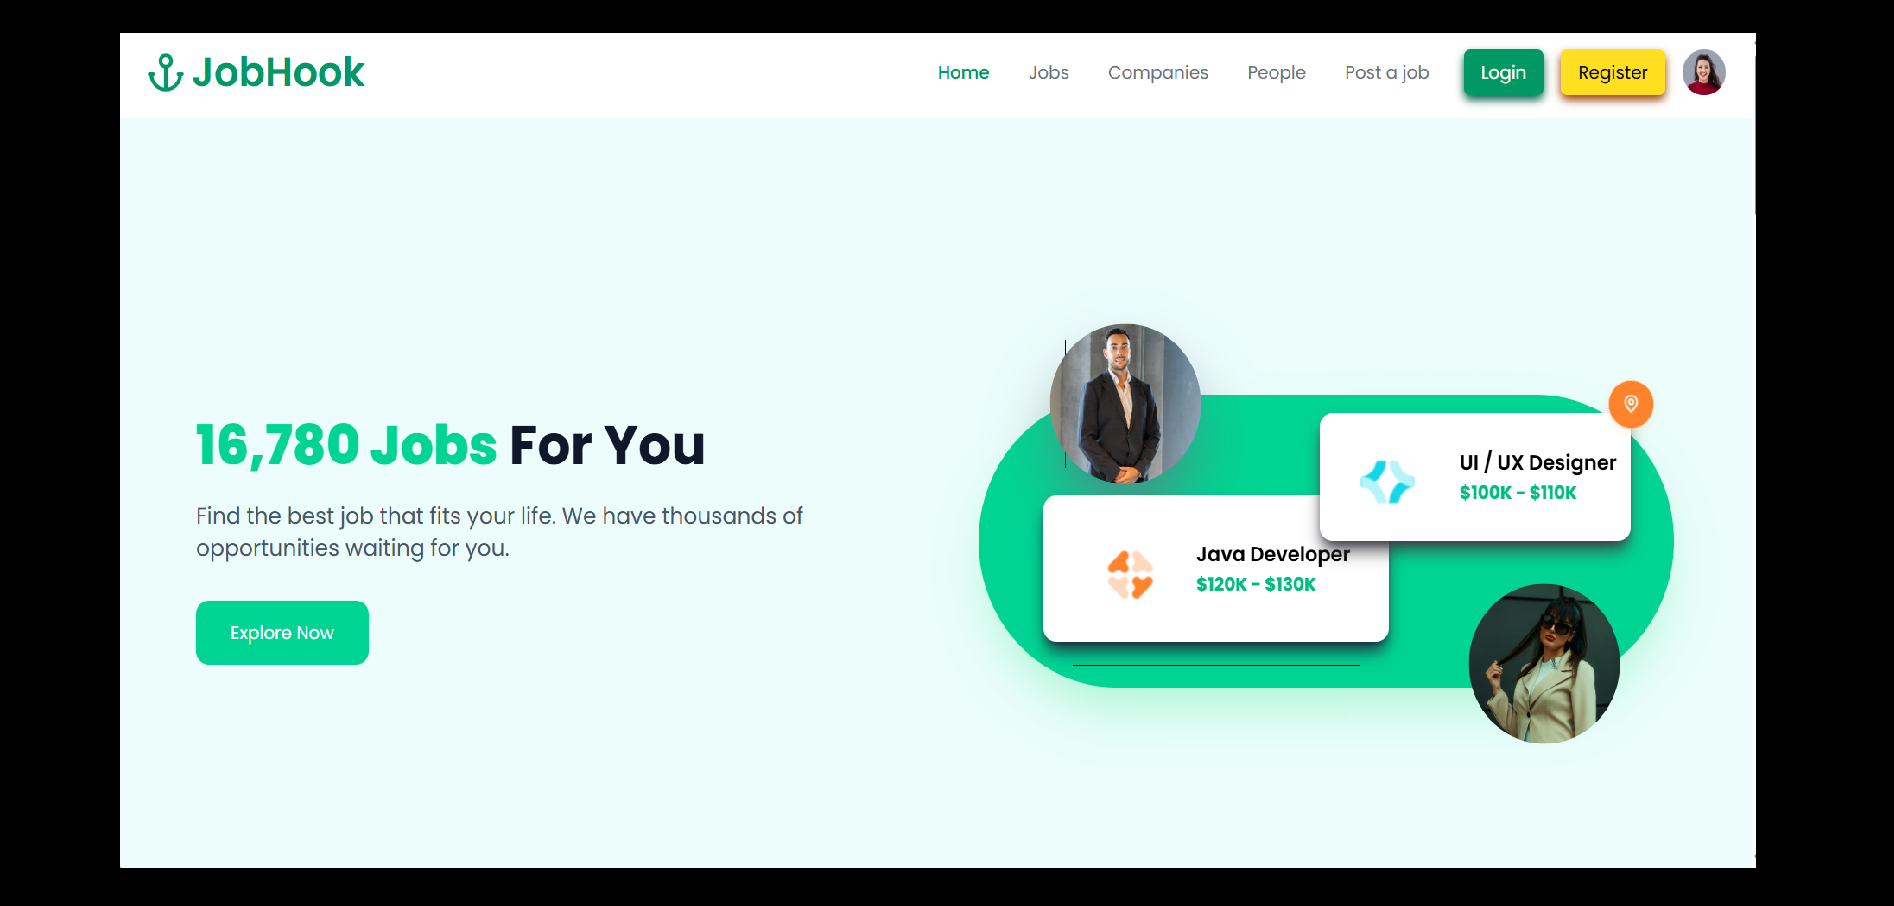 JobHook
Home Jobs Companies People Post a job Login Register
16,780 Jobs For You
Find the best job that fits your life. We have thousands of
opportunities waiting for you.
Explore Now
UI / UX Designer
$100K - $110K
Java Developer
$120K - $130K